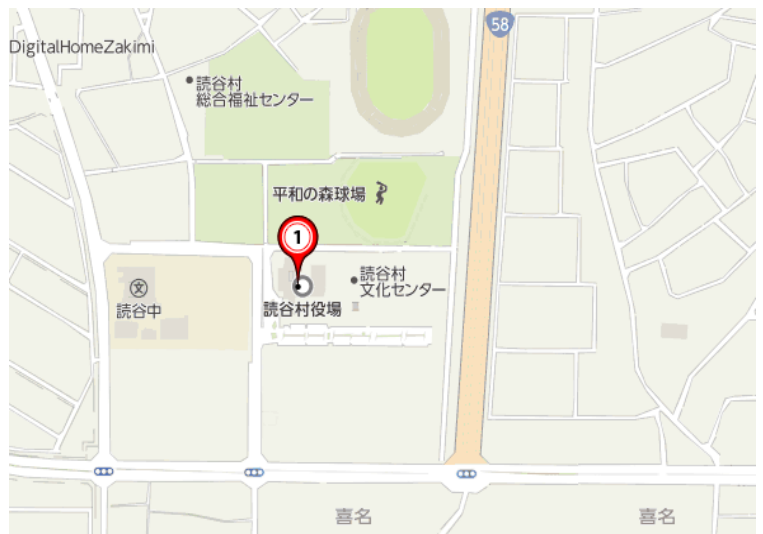 58
DigitalHomeZakimi
読谷村
総合福祉センター
平和の森球場
1
読谷村
文化センター
文
読谷中
読谷村役場
喜名
喜名